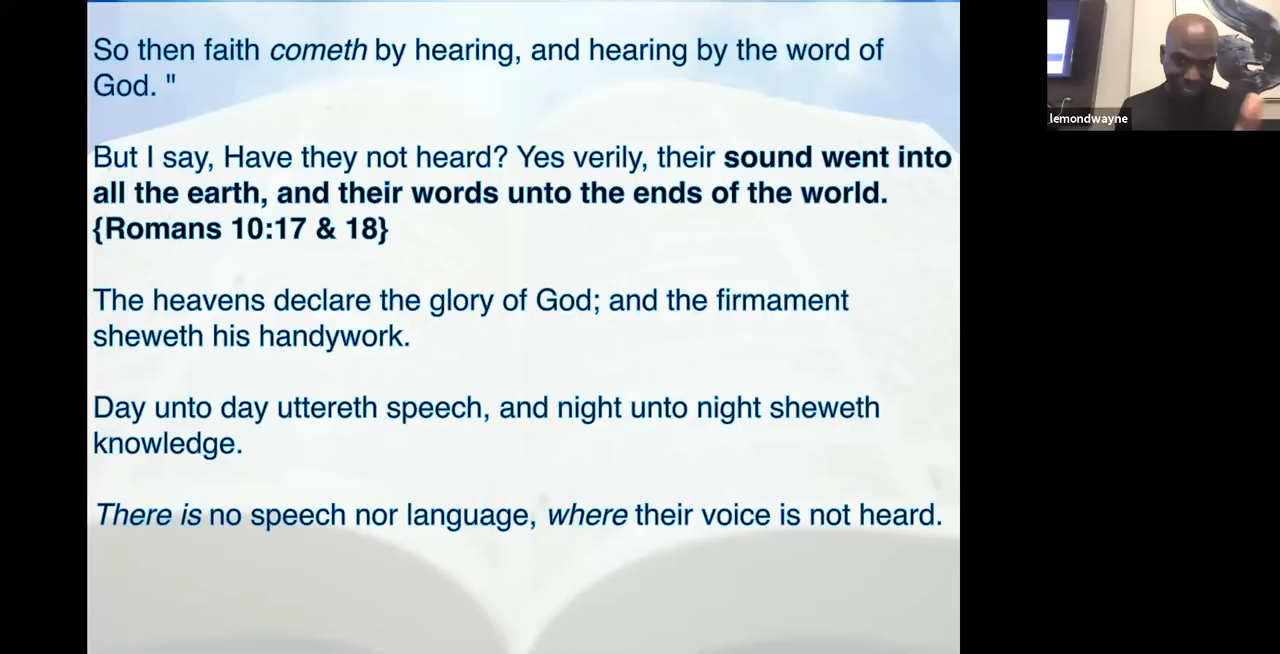 So then faith cometh by hearing, and hearing by the word of
God. "
But I say, Have they not heard? Yes verily, their sound went into
all the earth, and their words unto the ends of the world.
{Romans 10:17 & 18}
The heavens declare the glory of God; and the firmament
sheweth his handywork.
Day unto day uttereth speech, and night unto night sheweth
knowledge.
There is no speech nor language, where their voice is not heard.
lemondwayne